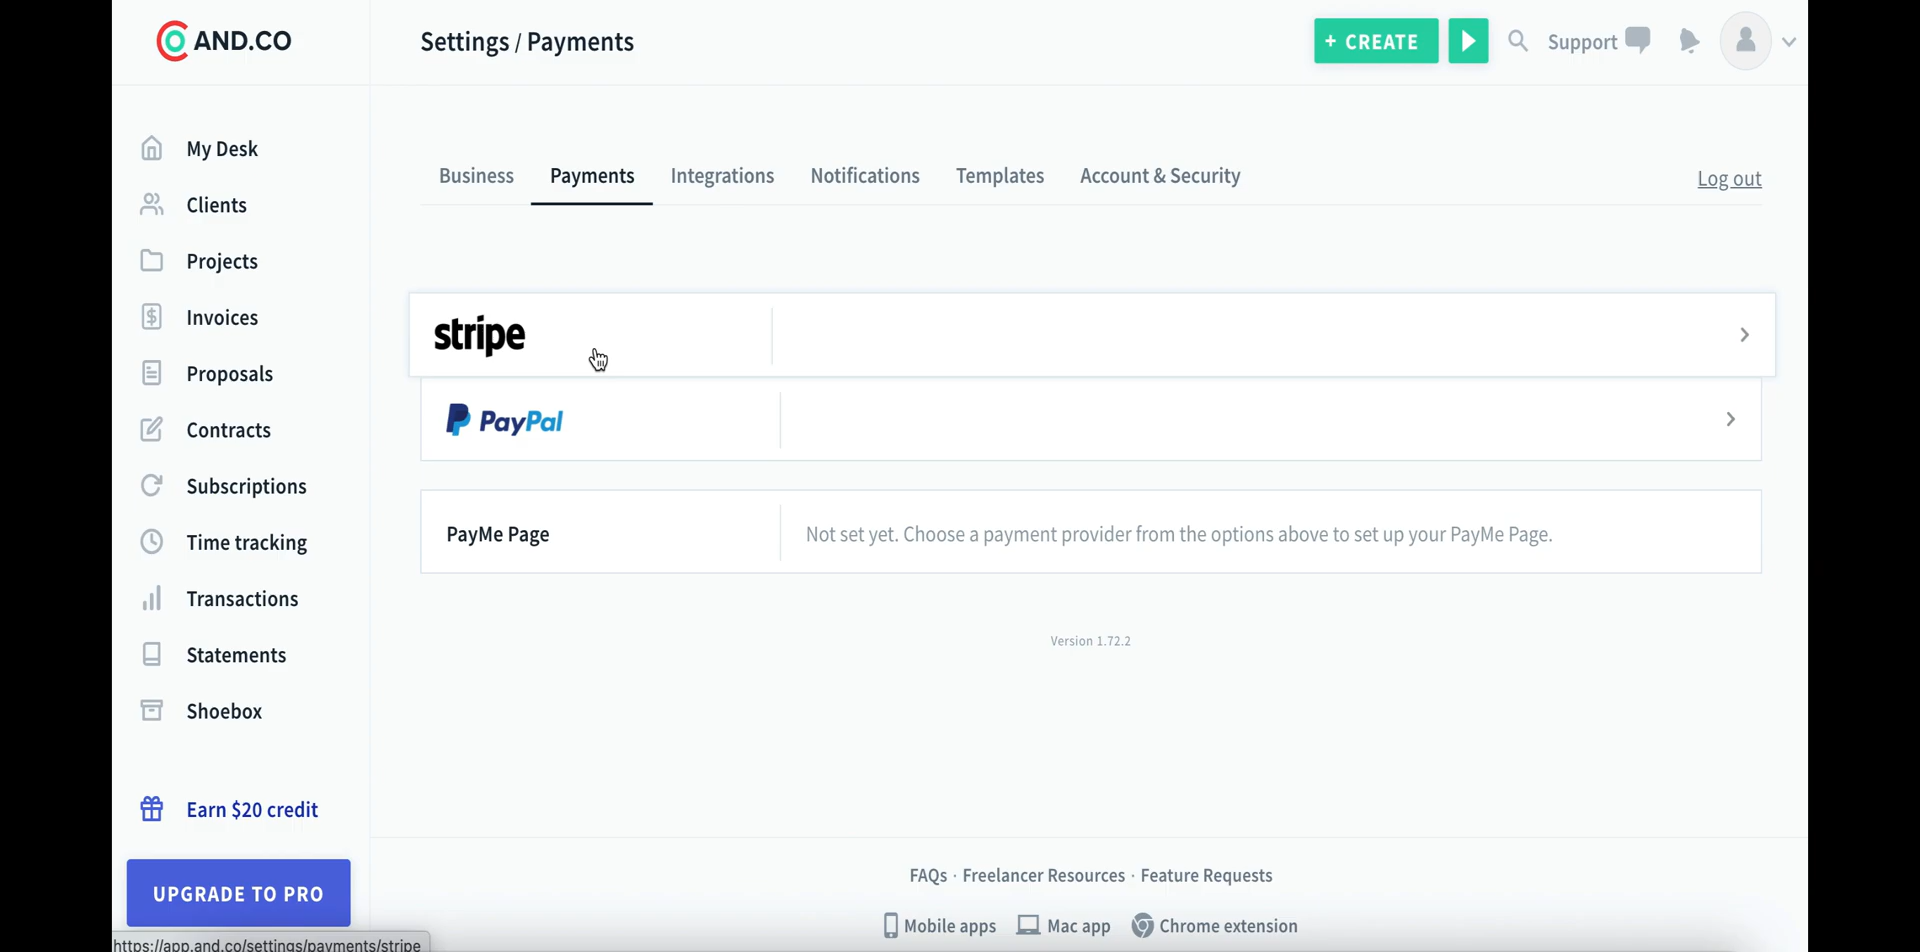 AND.CO
Settings / Payments
+ CREATE
Support
My Desk
Clients
Projects
Invoices
Proposals
Contracts
Subscriptions
Time tracking
Transactions
Statements
Shoebox
Earn $20 credit
UPGRADE TO PRO
https://app.and.co/settings/payments/stripe
Business Payments Integrations Notifications Templates Account & Security
Log out
stripe
PayPal
PayMe Page
Not set yet. Choose a payment provider from the options above to set up your PayMe Page.
Version 1.72.2
FAQs · Freelancer Resources · Feature Requests
Mobile apps Mac app Chrome extension